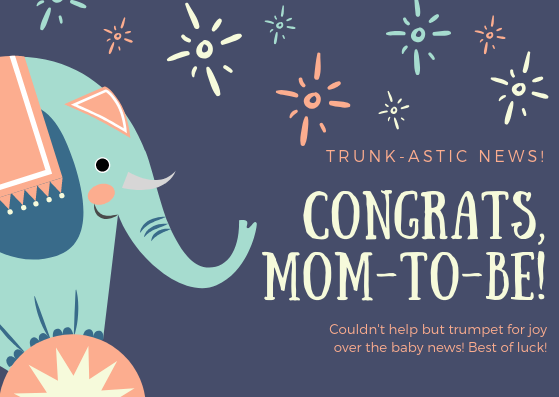 TRUNK-ASTIC NEWS!
CONGRATS,
MOM-TO-BE!
Couldn't help but trumpet for joy
over the baby news! Best of luck!